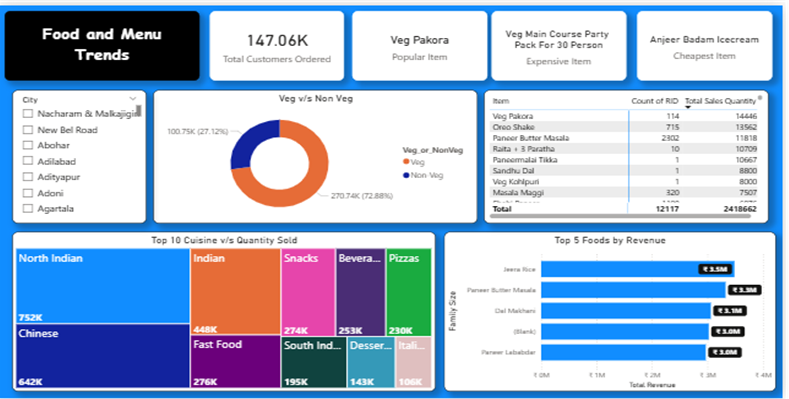 Food and Menu
Trends
147.06K
Total Customers Ordered
Veg Pakora
Popular Item
Veg Main Course Party
Pack For 30 Person
Expensive Item
Anjeer Badam Icecream
Cheapest Item
City
Nacharam & Malkajigiri
New Bel Road
Abohar
Adilabad
Adityapur
Adoni
Agartala
Veg v/s Non Veg
100.75K (27.12%)
270.74K (72.88%)
Veg_or_NonVeg
Veg
Non Veg
Item Count of RID Total Sales Quantity
Veg Pakora 114 14446
Oreo Shake 715 13562
Paneer Butter Masala 2302 11818
Raita + 3 Paratha 10 10709
Paneermalai Tikka 1 10667
Sandhu Dal 1 8800
Veg Kohlpuri 1 8000
Masala Maggi 320 7507
Total 12117 2418662
Top 10 Cuisine v/s Quantity Sold
North Indian
752K
Chinese
642K
Indian
448K
Fast Food
276K
Snacks
274K
Bevera...
253K
Pizzas
230K
South Ind...
195K
Desser...
143K
Itali...
106K
Top 5 Foods by Revenue
Family Size
Jeera Rice ₹ 3.5M
Paneer Butter Masala ₹ 3.3M
Dal Makhani ₹ 3.1M
(Blank) ₹ 3.0M
Paneer Lababdar ₹ 3.0M
₹ 0M ₹ 1M ₹ 2M ₹ 3M ₹ 4M
Total Revenue